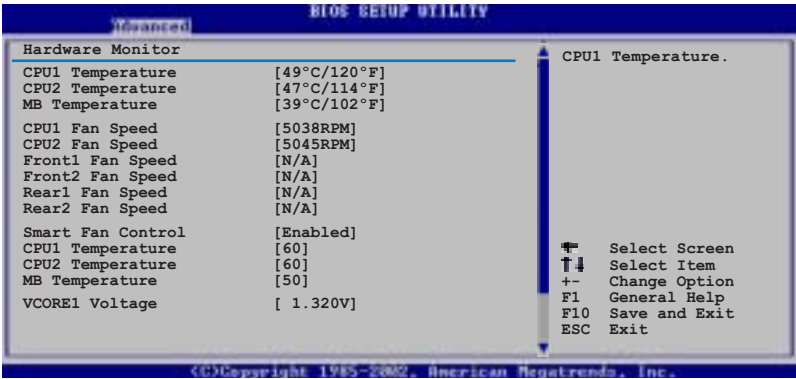 BIOS SETUP UTILITY
Advanced
Hardware Monitor
CPU1 Temperature [49°C/120°F]
CPU2 Temperature [47°C/114°F]
MB Temperature [39°C/102°F]
CPU1 Fan Speed [5038RPM]
CPU2 Fan Speed [5045RPM]
Front1 Fan Speed [N/A]
Front2 Fan Speed [N/A]
Rear1 Fan Speed [N/A]
Rear2 Fan Speed [N/A]
Smart Fan Control [Enabled]
CPU1 Temperature [60]
CPU2 Temperature [60]
MB Temperature [50]
VCORE1 Voltage [ 1.320V]
CPU1 Temperature.
Select Screen
↑↓ Select Item
+- Change Option
F1 General Help
F10 Save and Exit
ESC Exit
(C)Copyright 1985-2002, American Megatrends, Inc.